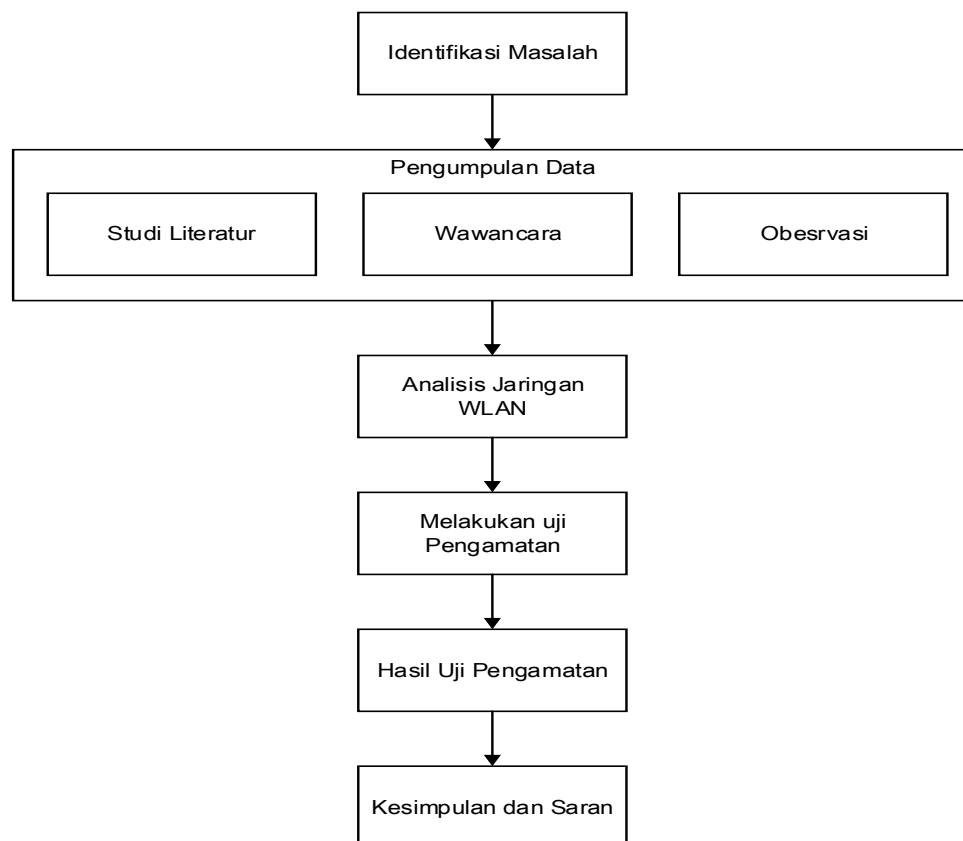 Identifikasi Masalah
Pengumpulan Data
Studi Literatur
Wawancara
Obesrvasi
Analisis Jaringan
WLAN
Melakukan uji
Pengamatan
Hasil Uji Pengamatan
Kesimpulan dan Saran